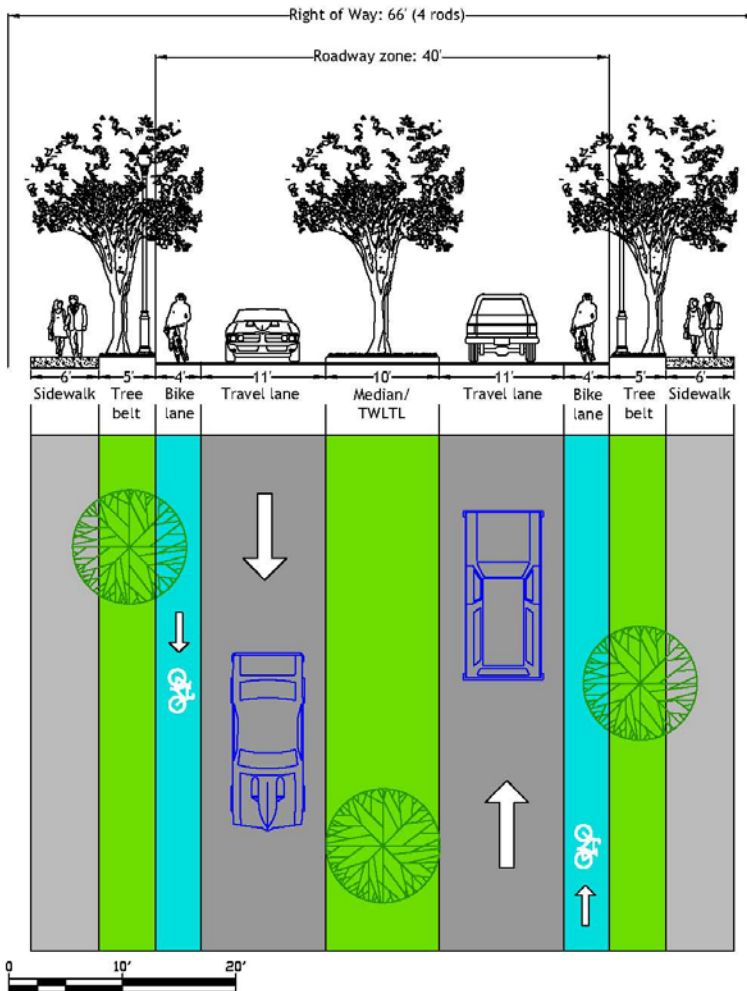 Right of Way: 66' (4 rods)
Roadway zone: 40'
6' 5' 4' 11' 10' 11' 4' 5' 6'
Sidewalk Tree Bike Travel lane Median/ Travel lane Bike Tree Sidewalk
belt lane TWLTL lane belt
0 10' 20'